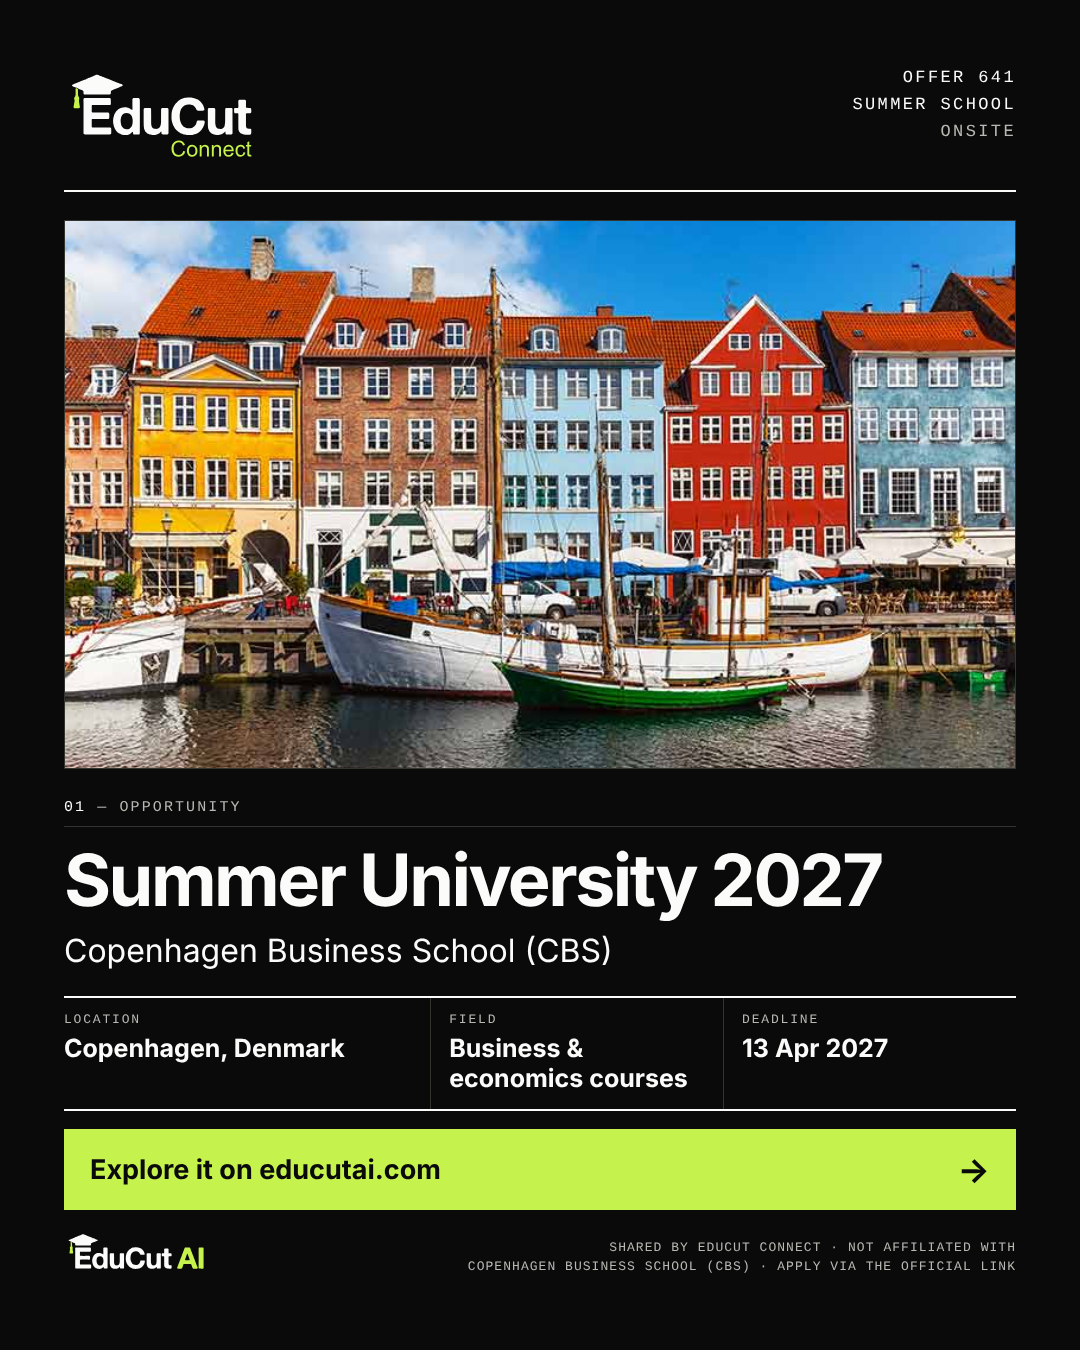 EduCut
Connect
OFFER 641
SUMMER SCHOOL
ONSITE
01 — OPPORTUNITY
Summer University 2027
Copenhagen Business School (CBS)
LOCATION
Copenhagen, Denmark
FIELD
Business &
economics courses
DEADLINE
13 Apr 2027
Explore it on educutai.com →
EduCut AI
SHARED BY EDUCUT CONNECT · NOT AFFILIATED WITH
COPENHAGEN BUSINESS SCHOOL (CBS) · APPLY VIA THE OFFICIAL LINK